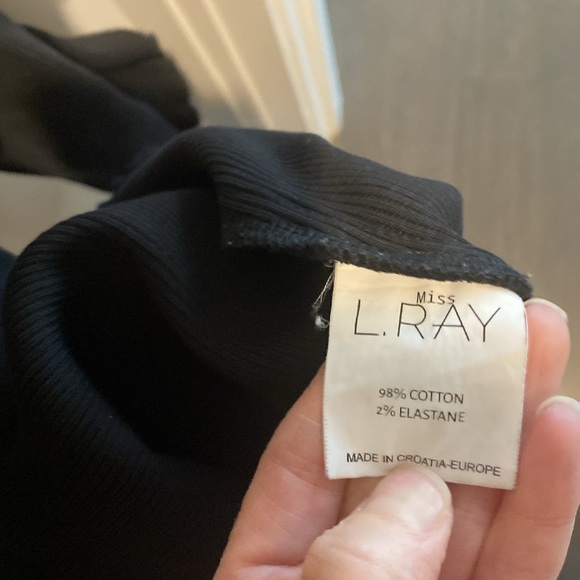 Miss
L.RAY
98% COTTON
2% ELASTANE
MADE IN CROATIA-EUROPE